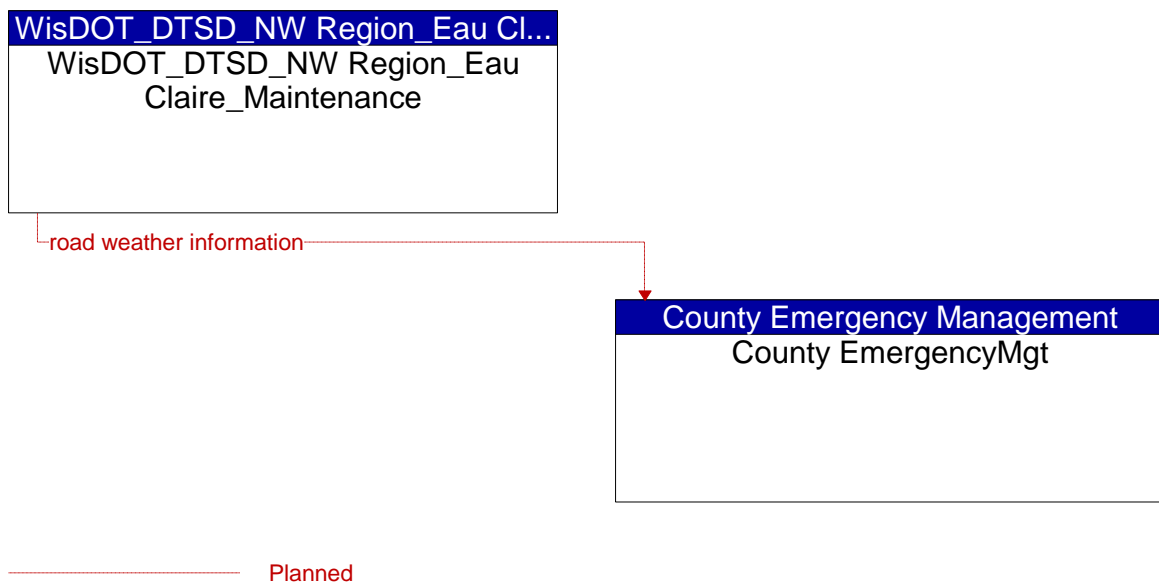 WisDOT_DTSD_NW Region_Eau Cl...
WisDOT_DTSD_NW Region_Eau
Claire_Maintenance
road weather information
County Emergency Management
County EmergencyMgt
Planned